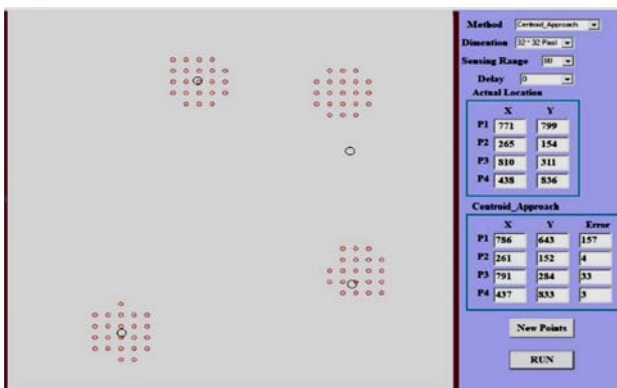 Method Centroid_Approach
Dimention 32*32 Pixel
Sensing Range 80
Delay 0
Actual Location
X Y
P1 771 799
P2 265 154
P3 810 311
P4 438 836
Centroid_Approach
X Y Error
P1 786 643 157
P2 261 152 4
P3 791 284 33
P4 437 833 3
New Points
RUN